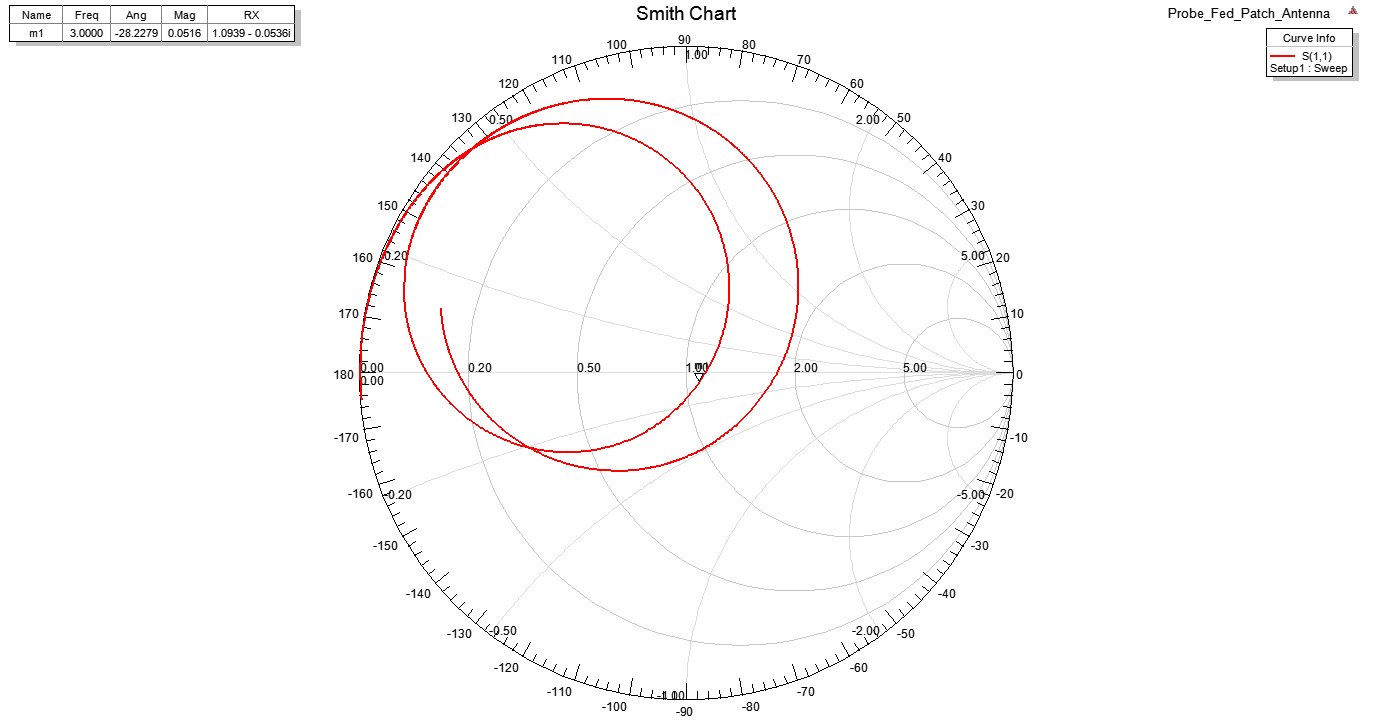 Smith Chart
Name Freq Ang Mag RX
m1 3.0000 -28.2279 0.0516 1.0939 - 0.0536i
Probe_Fed_Patch_Antenna
Curve Info
S(1,1)
Setup1 : Sweep
90
100 80
1.00
110 70
120 60
130 0.50 2.00 50
140 40
150 30
160 0.20 5.00 20
170 10
180 0.00 0.20 0.50 1.00 2.00 5.00 0
0.00
-170 -10
-160 -0.20 -5.00 -20
-150 -30
-140 -40
-130 -0.50 -2.00 -50
-120 -60
-110 -1.00 -70
-100 -80
-90